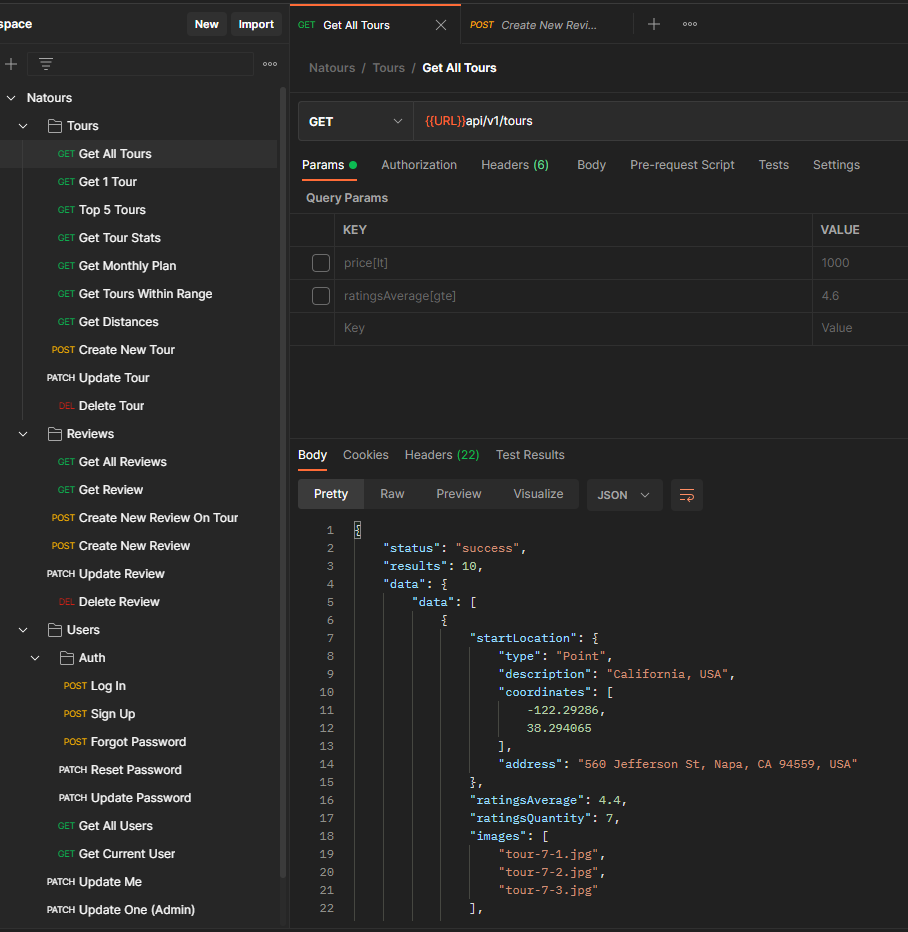 space
New
Import
Natours
Tours
GET Get All Tours
GET Get 1 Tour
GET Top 5 Tours
GET Get Tour Stats
GET Get Monthly Plan
GET Get Tours Within Range
GET Get Distances
POST Create New Tour
PATCH Update Tour
DEL Delete Tour
Reviews
GET Get All Reviews
GET Get Review
POST Create New Review On Tour
POST Create New Review
PATCH Update Review
DEL Delete Review
Users
Auth
POST Log In
POST Sign Up
POST Forgot Password
PATCH Reset Password
PATCH Update Password
GET Get All Users
GET Get Current User
PATCH Update Me
PATCH Update One (Admin)
GET Get All Tours
POST Create New Revi...
Natours / Tours / Get All Tours
GET
{{URL}}api/v1/tours
Params Authorization Headers (6) Body Pre-request Script Tests Settings
Query Params
KEY VALUE
price[lt] 1000
ratingsAverage[gte] 4.6
Key Value
Body Cookies Headers (22) Test Results
Pretty Raw Preview Visualize JSON
1 {
2 "status": "success",
3 "results": 10,
4 "data": {
5 "data": [
6 {
7 "startLocation": {
8 "type": "Point",
9 "description": "California, USA",
10 "coordinates": [
11 -122.29286,
12 38.294065
13 ],
14 "address": "560 Jefferson St, Napa, CA 94559, USA"
15 },
16 "ratingsAverage": 4.4,
17 "ratingsQuantity": 7,
18 "images": [
19 "tour-7-1.jpg",
20 "tour-7-2.jpg",
21 "tour-7-3.jpg"
22 ],